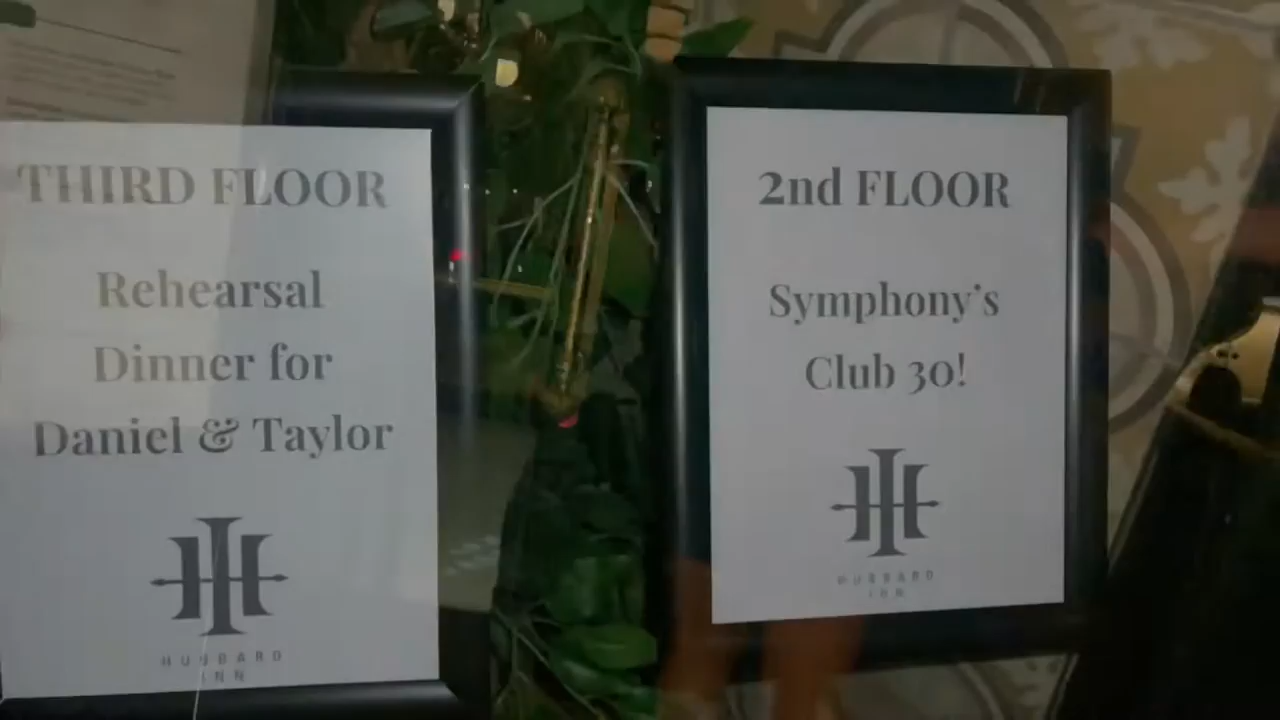 THIRD FLOOR
Rehearsal
Dinner for
Daniel & Taylor
HUBBARD
INN
2nd FLOOR
Symphony's
Club 30!
HUBBARD
INN